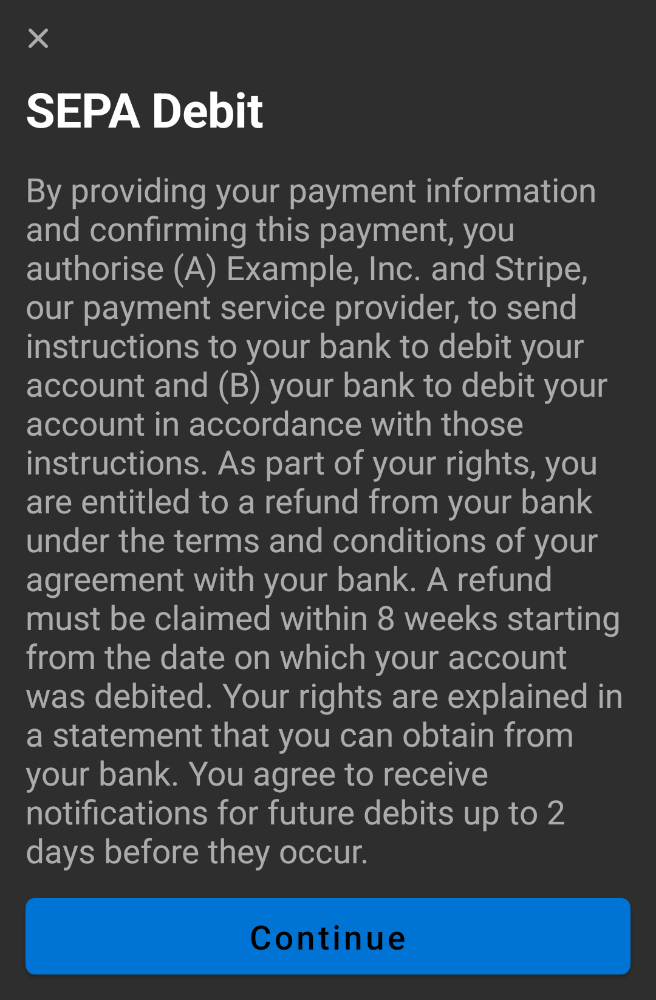 SEPA Debit
By providing your payment information
and confirming this payment, you
authorise (A) Example, Inc. and Stripe,
our payment service provider, to send
instructions to your bank to debit your
account and (B) your bank to debit your
account in accordance with those
instructions. As part of your rights, you
are entitled to a refund from your bank
under the terms and conditions of your
agreement with your bank. A refund
must be claimed within 8 weeks starting
from the date on which your account
was debited. Your rights are explained in
a statement that you can obtain from
your bank. You agree to receive
notifications for future debits up to 2
days before they occur.
Continue